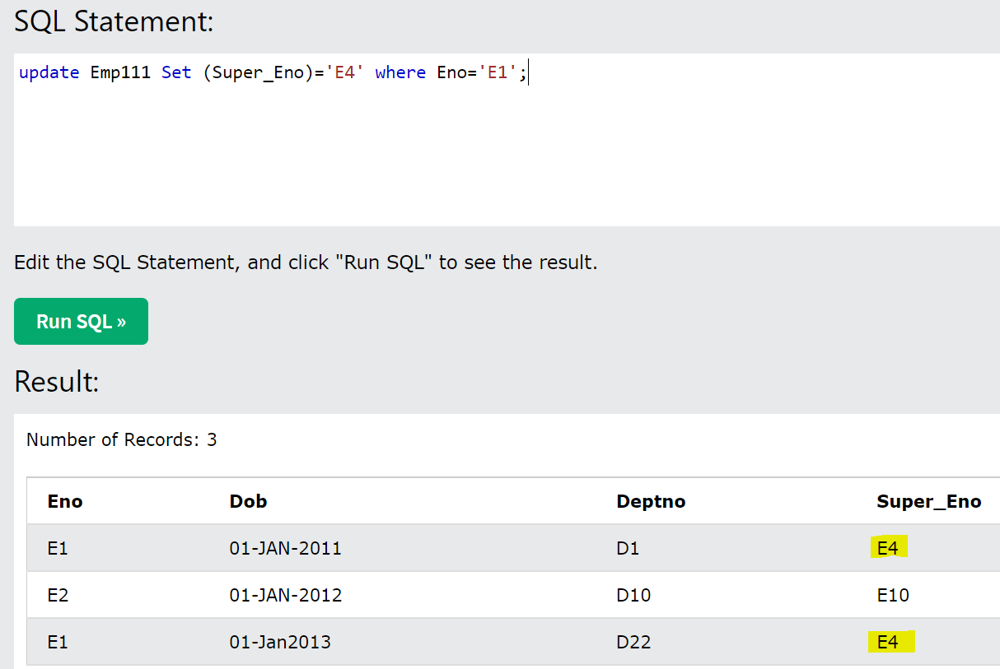 SQL Statement:
update Emp111 Set (Super_Eno)='E4' where Eno='E1';
Edit the SQL Statement, and click "Run SQL" to see the result.
Run SQL »
Result:
Number of Records: 3
Eno Dob Deptno Super_Eno
E1 01-JAN-2011 D1 E4
E2 01-JAN-2012 D10 E10
E1 01-Jan2013 D22 E4